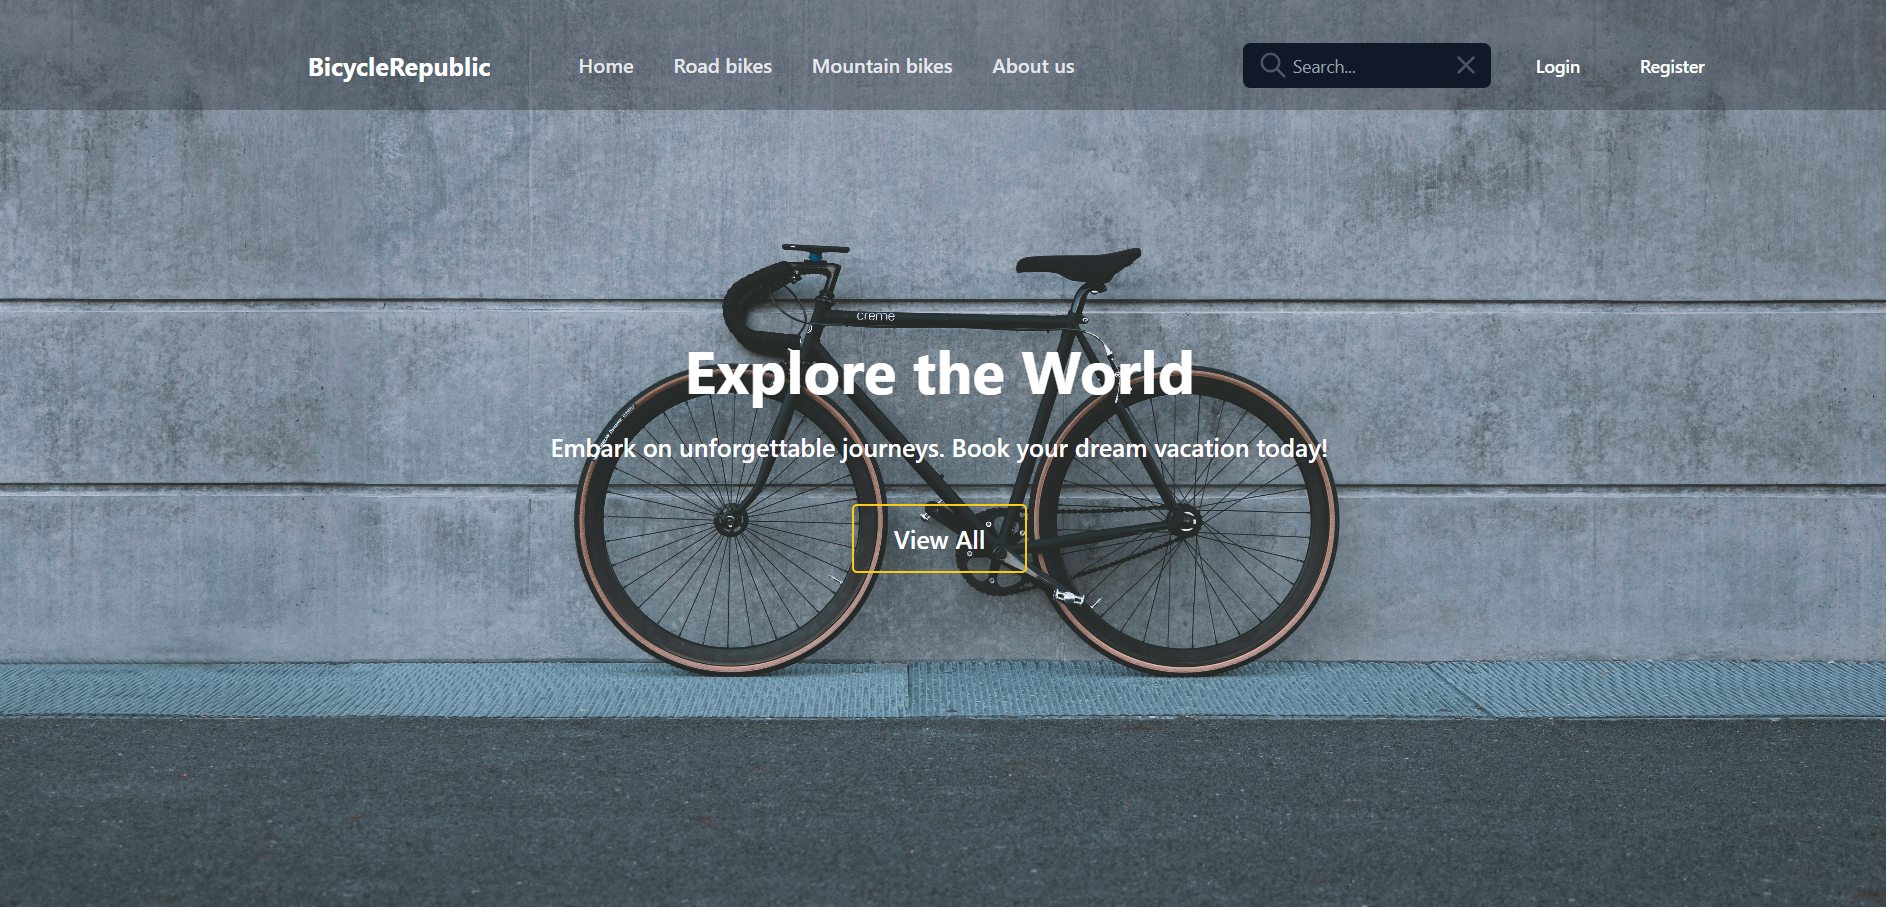 BicycleRepublic Home Road bikes Mountain bikes About us Search... Login Register
creme
Explore the World
Embark on unforgettable journeys. Book your dream vacation today!
View All